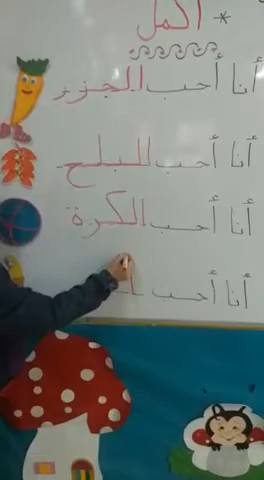 * أكمل
أنا أحب الجزر
أنا أحب البلح
أنا أحب الكرة
أنا أحب ا